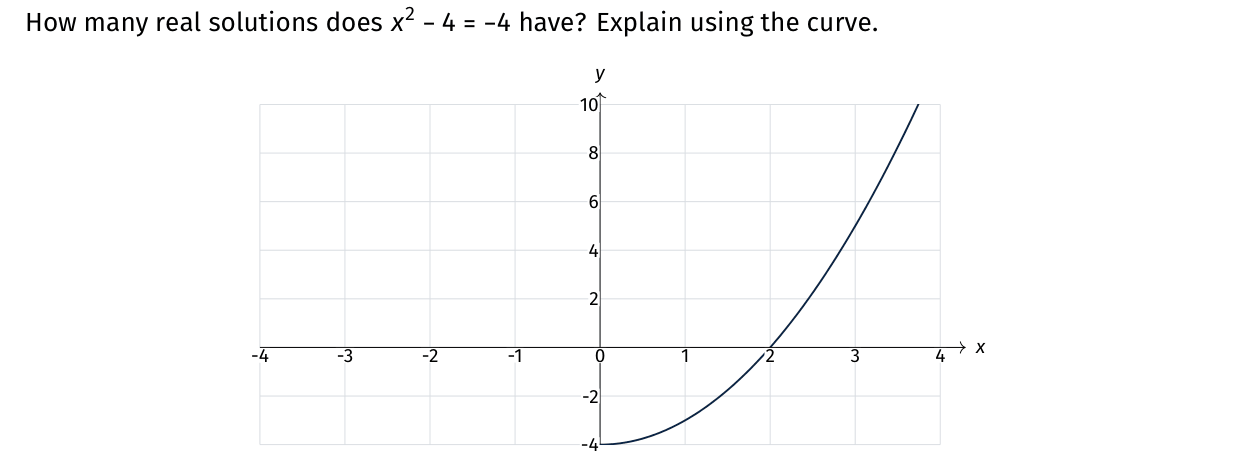 How many real solutions does x² – 4 = –4 have? Explain using the curve.
y
10
8
6
4
2
-4 -3 -2 -1 0 1 2 3 4 x
-2
-4